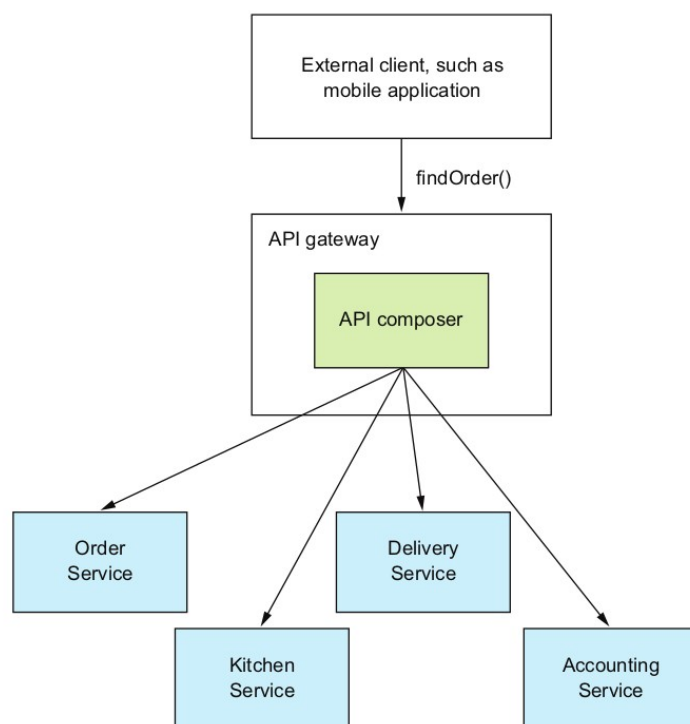 External client, such as
mobile application
findOrder()
API gateway
API composer
Order
Service
Delivery
Service
Kitchen
Service
Accounting
Service